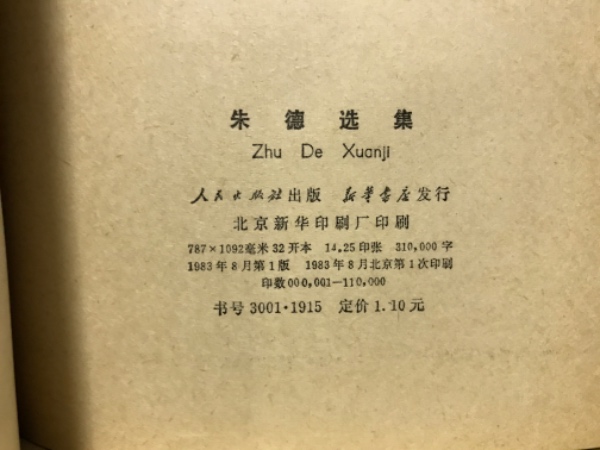 朱德选集
Zhu De Xuanji
人民出版社出版 新华书店发行
北京新华印刷厂印刷
787×1092毫米32开本 14.25印张 310,000字
1983年8月第1版 1983年8月北京第1次印刷
印数000,001—110,000
书号3001·1915 定价1.10元